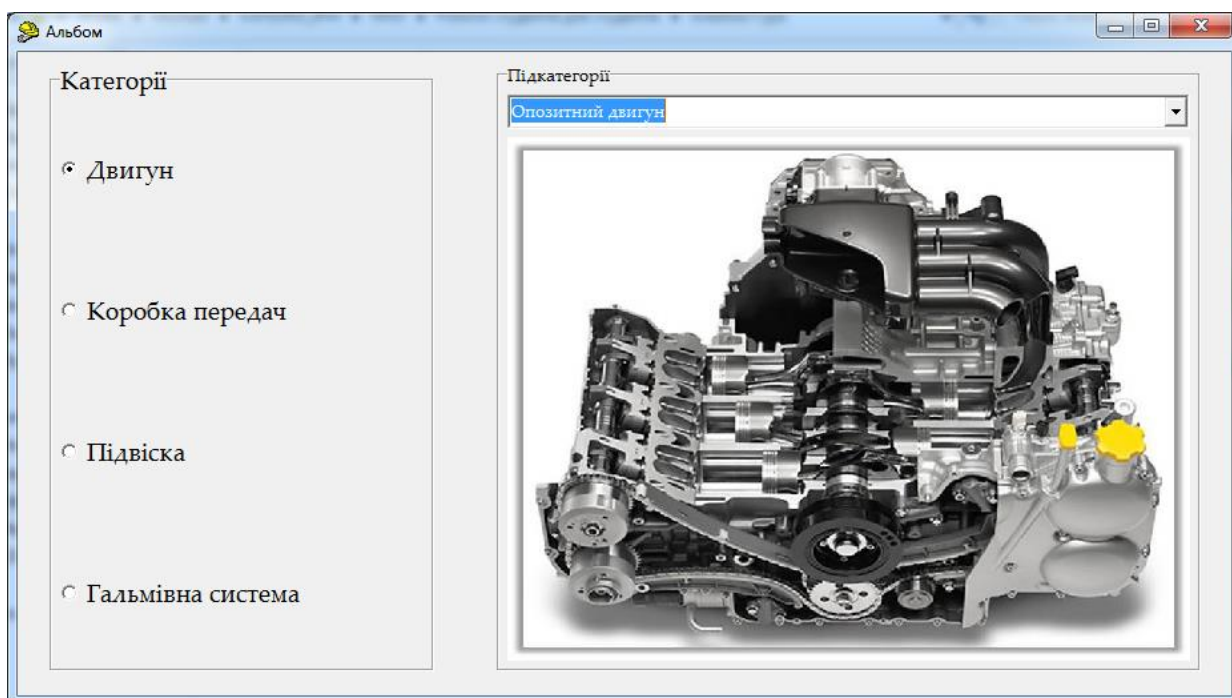 Альбом
Категорії
Двигун
Коробка передач
Підвіска
Гальмівна система
Підкатегорії
Опозитний двигун